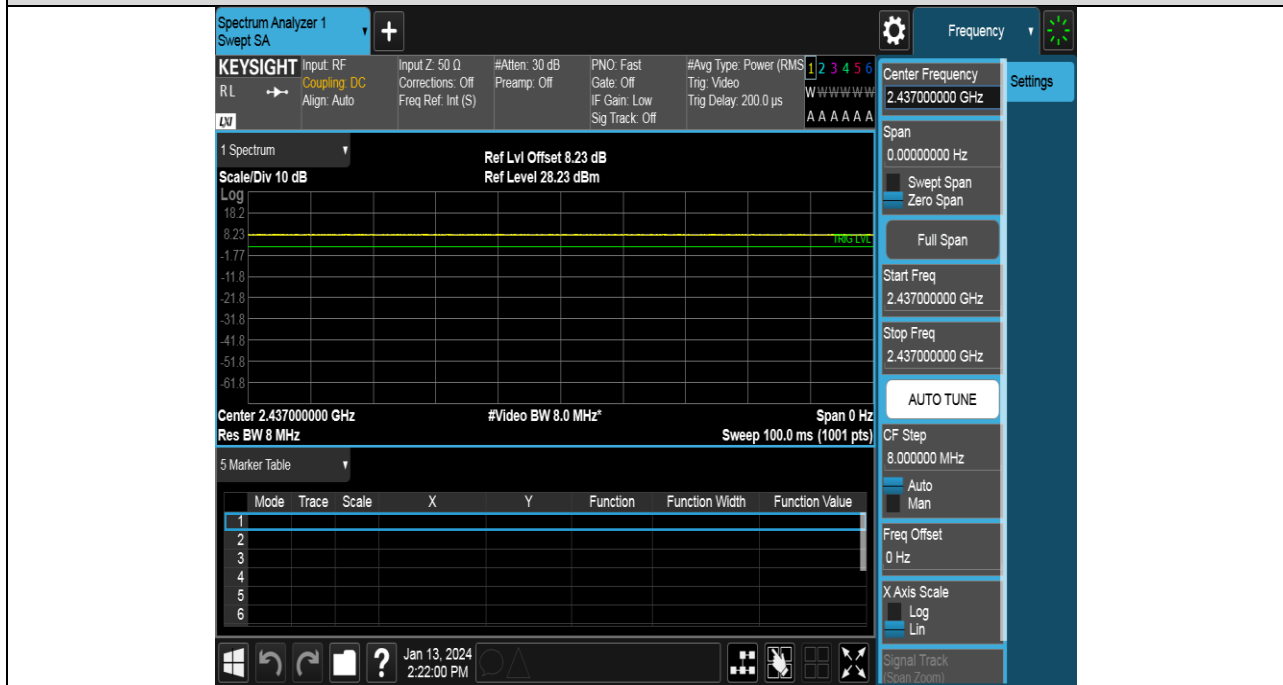 Spectrum Analyzer 1
Swept SA
Frequency
KEYSIGHT
RL
LXI
Input: RF
Coupling: DC
Align: Auto
Input Z: 50 Ω
Corrections: Off
Freq Ref: Int (S)
#Atten: 30 dB
Preamp: Off
PNO: Fast
Gate: Off
IF Gain: Low
Sig Track: Off
#Avg Type: Power (RMS
Trig: Video
Trig Delay: 200.0 µs
1 2 3 4 5 6
W W W W W W
A A A A A A
1 Spectrum
Scale/Div 10 dB
Ref Lvl Offset 8.23 dB
Ref Level 28.23 dBm
Log
18.2
8.23
-1.77
-11.8
-21.8
-31.8
-41.8
-51.8
-61.8
TRIG LVL
Center 2.437000000 GHz
#Video BW 8.0 MHz*
Span 0 Hz
Res BW 8 MHz
Sweep 100.0 ms (1001 pts)
5 Marker Table
Mode Trace Scale X Y Function Function Width Function Value
1
2
3
4
5
6
Jan 13, 2024
2:22:00 PM
Center Frequency
2.437000000 GHz
Settings
Span
0.00000000 Hz
Swept Span
Zero Span
Full Span
Start Freq
2.437000000 GHz
Stop Freq
2.437000000 GHz
AUTO TUNE
CF Step
8.000000 MHz
Auto
Man
Freq Offset
0 Hz
X Axis Scale
Log
Lin
Signal Track
(Span Zoom)